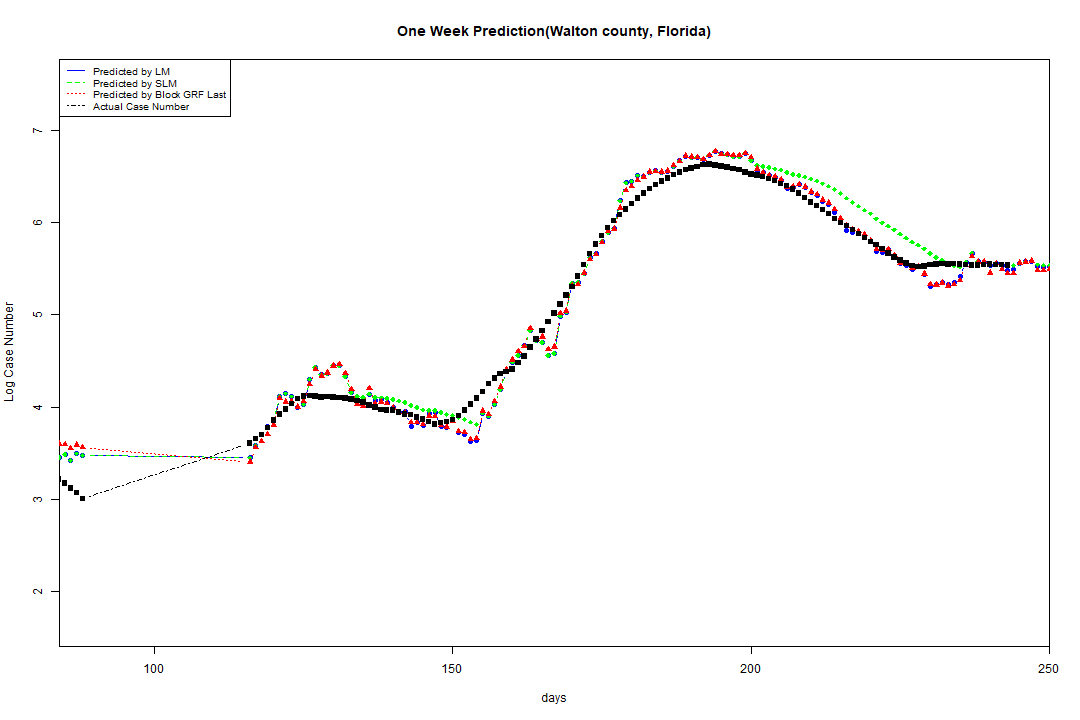 One Week Prediction(Walton county, Florida)
Predicted by LM
Predicted by SLM
Predicted by Block GRF Last
Actual Case Number
7
6
5
4
3
2
Log Case Number
100
150
200
250
days